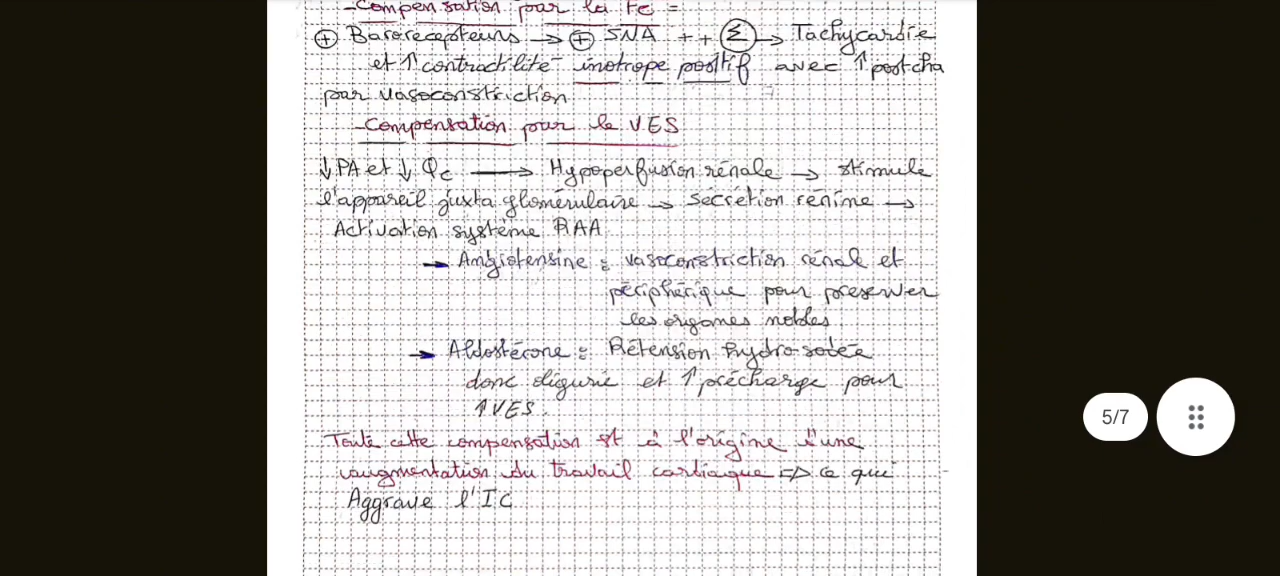 -Compensation pour la Fc =
⊕ Barorecepteurs → ⊕ SNA ++ Ʃ → Tachycardie
et ↑ contractilité inotrope positif avec ↑ postcha
par vasoconstriction
-Compensation pour le VES
↓PA et ↓ Qc → Hypoperfusion rénale → stimule
l'appareil juxta glomérulaire → sécrétion rénine →
Activation système RAA.
→ Angiotensine : vasoconstriction rénale et
périphérique pour preserver
les organes nobles.
→ Aldostérone : Rétension hydro-sodée
donc oligurie et ↑ précharge pour
↑VES.
Toute cette compensation est à l'origine d'une
augmentation du travail cardiaque => ce qui
Aggrave l'IC
5/7